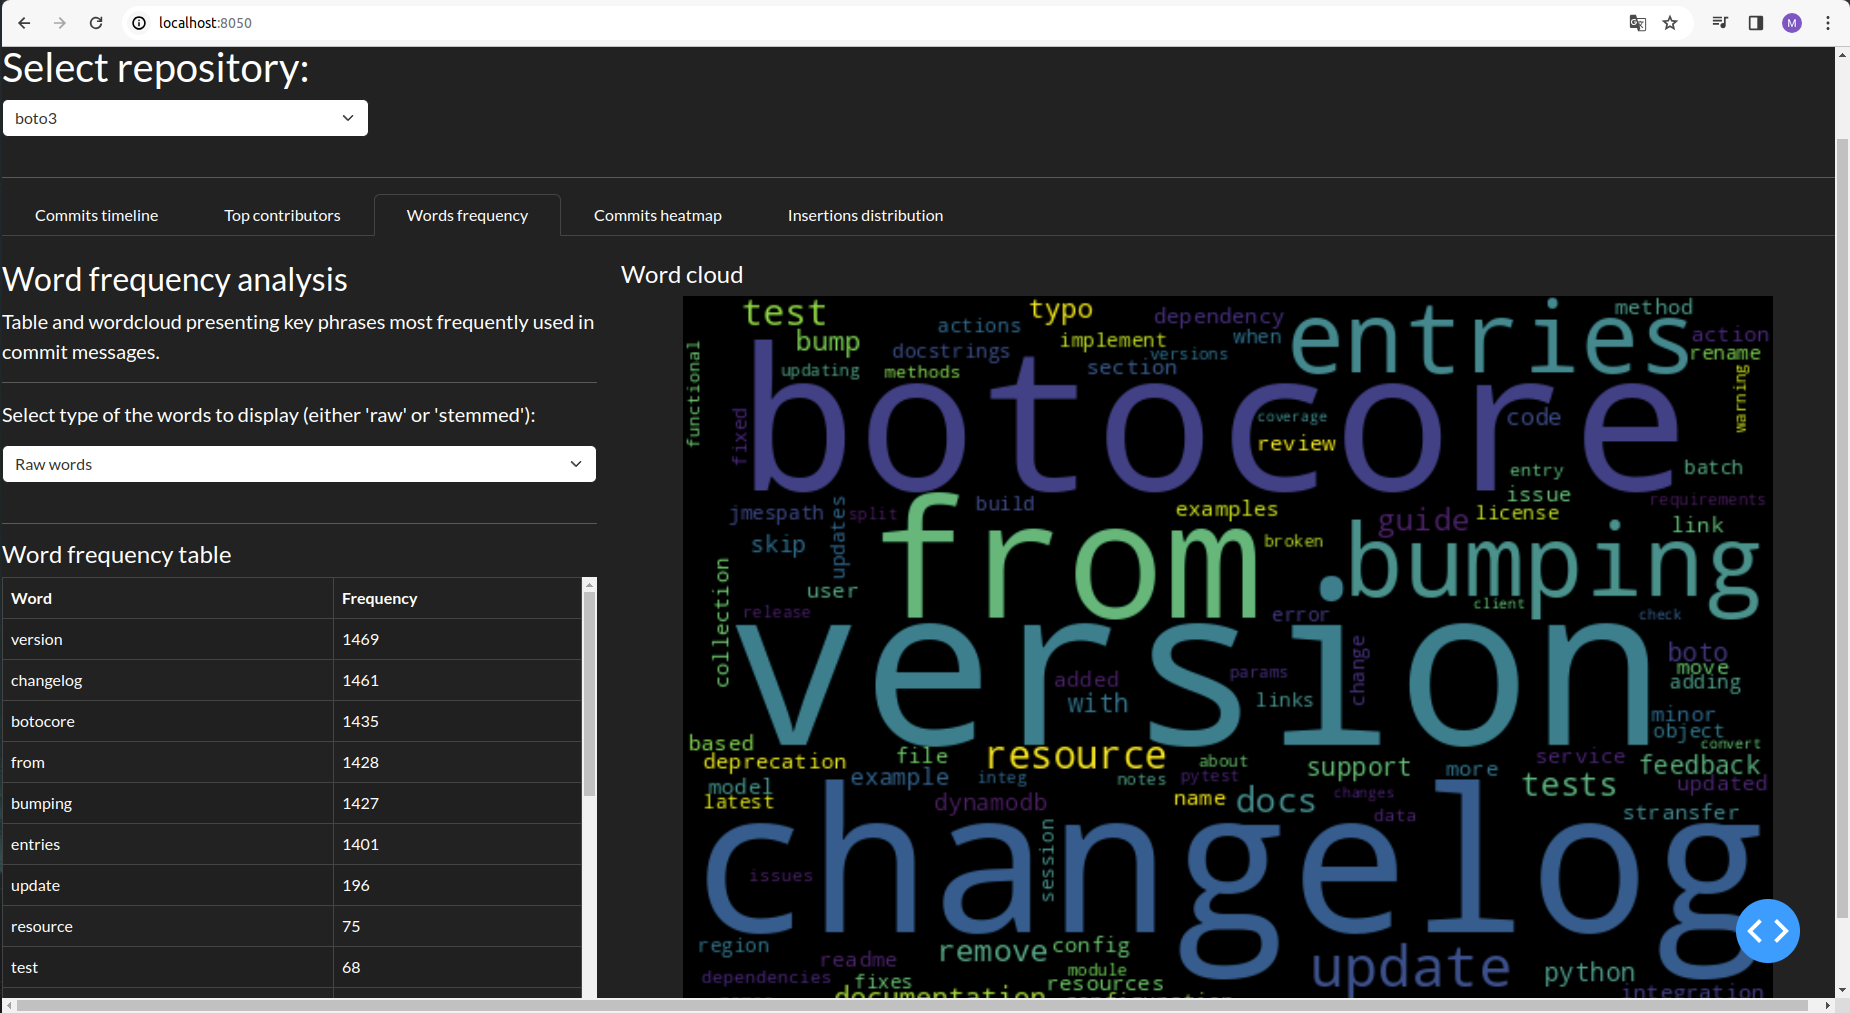 localhost:8050
M
Select repository:
boto3
Commits timeline
Top contributors
Words frequency
Commits heatmap
Insertions distribution
Word frequency analysis
Table and wordcloud presenting key phrases most frequently used in
commit messages.
Select type of the words to display (either 'raw' or 'stemmed'):
Raw words
Word frequency table
Word Frequency
version 1469
changelog 1461
botocore 1435
from 1428
bumping 1427
entries 1401
update 196
resource 75
test 68
Word cloud
test
typo
dependency
entries
method
actions
bump
docstrings
implement
when
versions
action
rename
functional
updating
methods
section
warning
botocore
fixed
coverage
code
review
entry
batch
issue
requirements
jmespath
split
build
examples
guide
license
link
skip
updates
from
broken
.bumping
collection
user
client
release
error
check
version
change
boto
move
added
params
adding
with
links
minor
object
based
deprecation
file
resource
about
support
more
service
convert
feedback
model
example
integ
notes
pytest
tests
updated
latest
dynamodb
name
docs
changes
data
stransfer
changelog
session
issues
region
readme
remove
config
update
python
dependencies
fixes
module
resources
documentation
configuration
integration